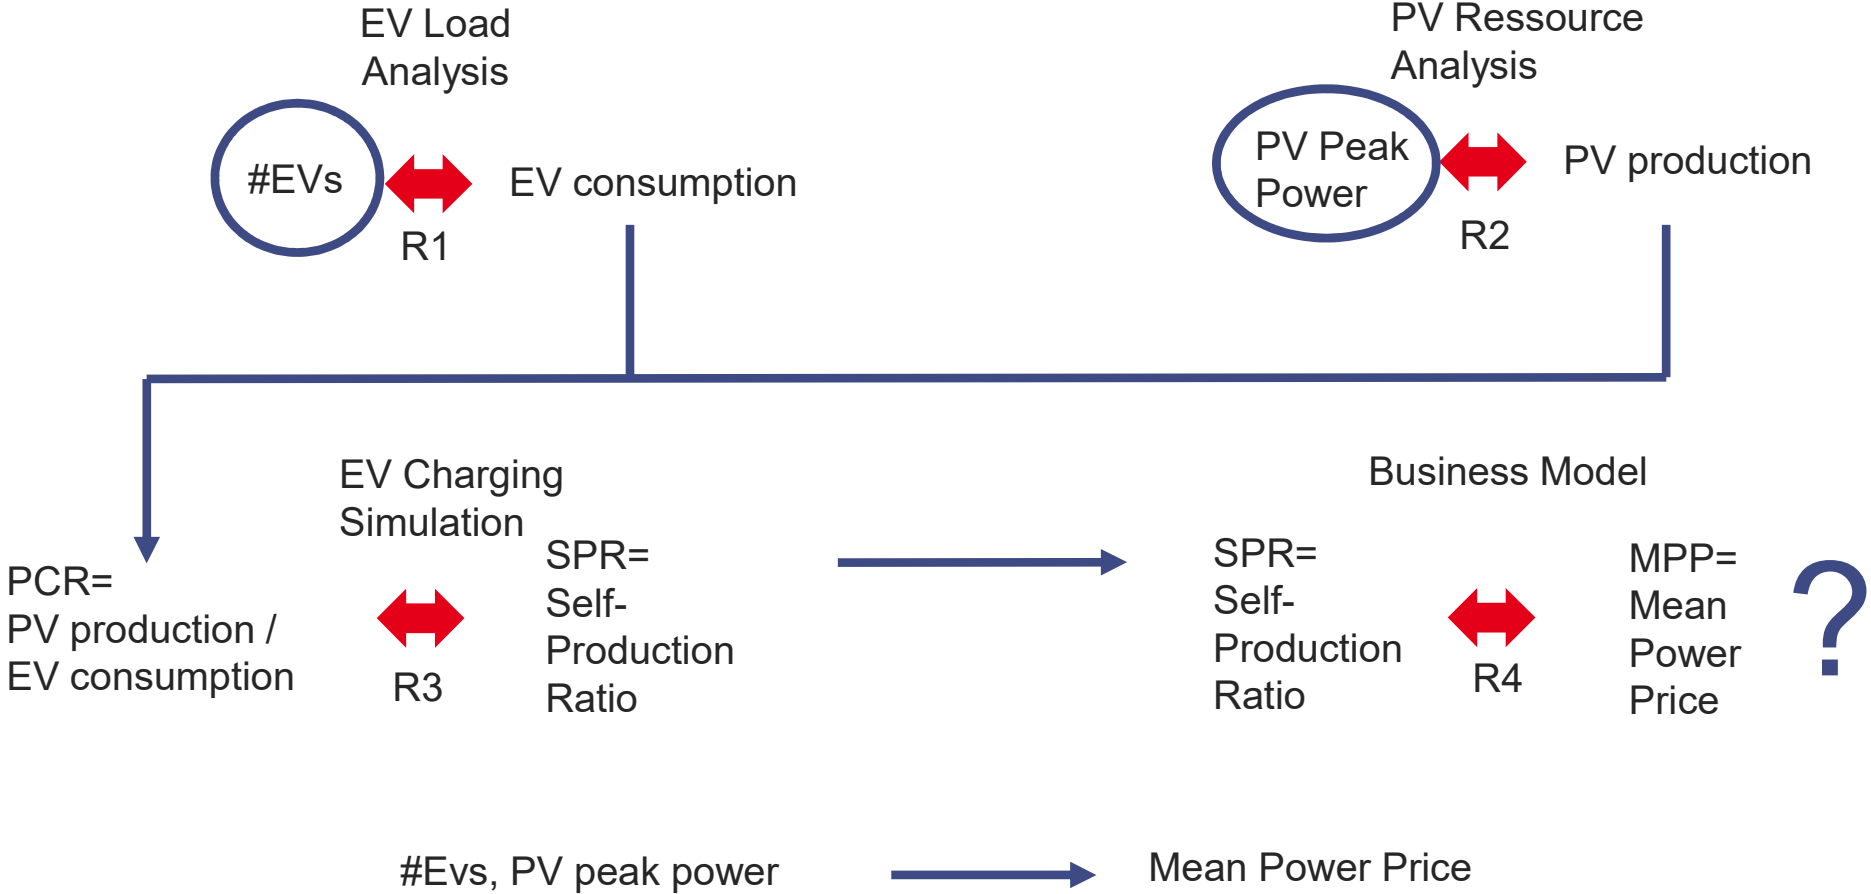 EV Load
Analysis
PV Ressource
Analysis
#EVs
EV consumption
R1
PV Peak
Power
PV production
R2
EV Charging
Simulation
Business Model
PCR=
PV production /
EV consumption
R3
SPR=
Self-
Production
Ratio
SPR=
Self-
Production
Ratio
R4
MPP=
Mean
Power
Price
?
#Evs, PV peak power
Mean Power Price